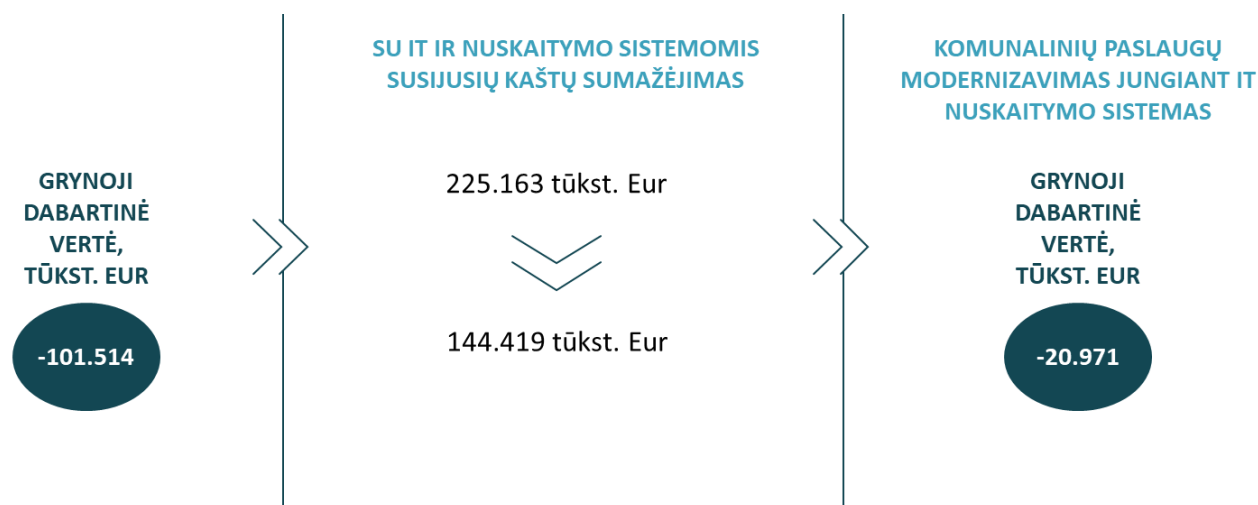 GRYNOJI
DABARTINĖ
VERTĖ,
TŪKST. EUR
-101.514
SU IT IR NUSKAITYMO SISTEMOMIS
SUSIJUSIŲ KAŠTŲ SUMAŽĖJIMAS
225.163 tūkst. Eur
144.419 tūkst. Eur
KOMUNALINIŲ PASLAUGŲ
MODERNIZAVIMAS JUNGIANT IT
NUSKAITYMO SISTEMAS
GRYNOJI
DABARTINĖ
VERTĖ,
TŪKST. EUR
-20.971